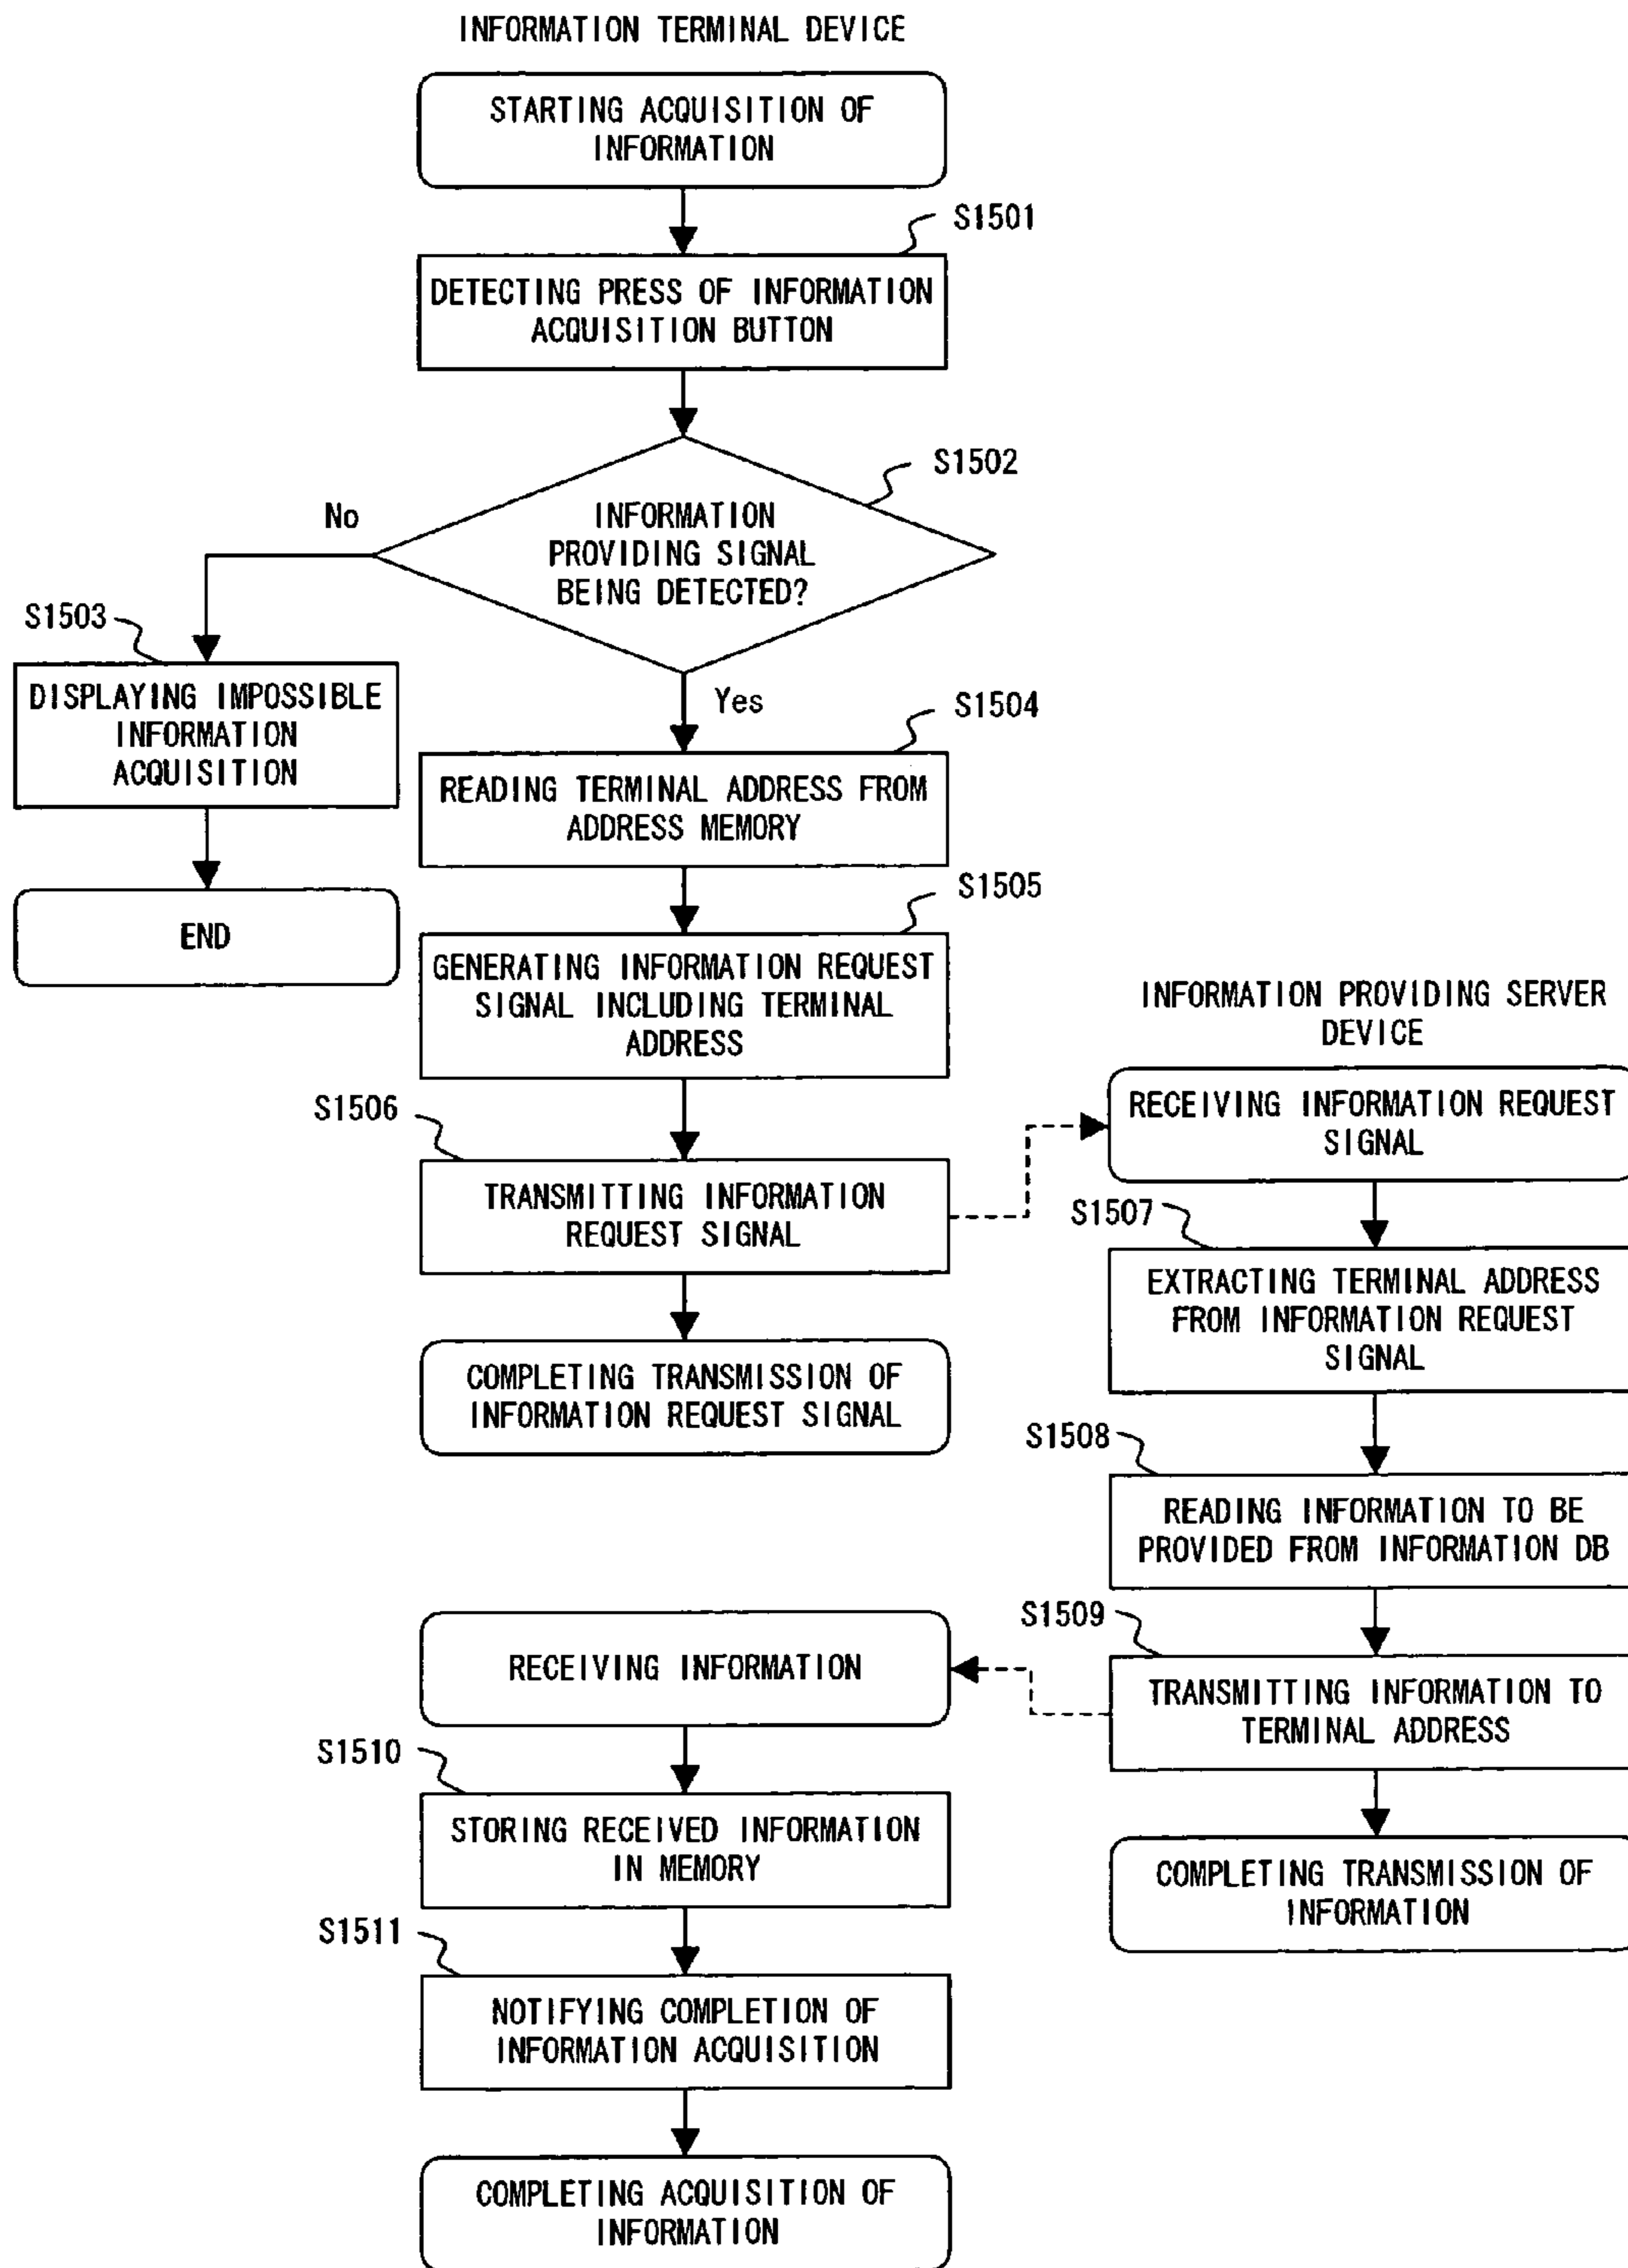 INFORMATION TERMINAL DEVICE
STARTING ACQUISITION OF
INFORMATION
S1501
DETECTING PRESS OF INFORMATION
ACQUISITION BUTTON
S1502
No
INFORMATION
PROVIDING SIGNAL
BEING DETECTED?
S1503
DISPLAYING IMPOSSIBLE
INFORMATION
ACQUISITION
Yes
S1504
READING TERMINAL ADDRESS FROM
ADDRESS MEMORY
END
S1505
GENERATING INFORMATION REQUEST
SIGNAL INCLUDING TERMINAL
ADDRESS
INFORMATION PROVIDING SERVER
DEVICE
S1506
RECEIVING INFORMATION REQUEST
SIGNAL
TRANSMITTING INFORMATION
REQUEST SIGNAL
S1507
EXTRACTING TERMINAL ADDRESS
FROM INFORMATION REQUEST
SIGNAL
COMPLETING TRANSMISSION OF
INFORMATION REQUEST SIGNAL
S1508
READING INFORMATION TO BE
PROVIDED FROM INFORMATION DB
S1509
RECEIVING INFORMATION
TRANSMITTING INFORMATION TO
TERMINAL ADDRESS
S1510
STORING RECEIVED INFORMATION
IN MEMORY
COMPLETING TRANSMISSION OF
INFORMATION
S1511
NOTIFYING COMPLETION OF
INFORMATION ACQUISITION
COMPLETING ACQUISITION OF
INFORMATION